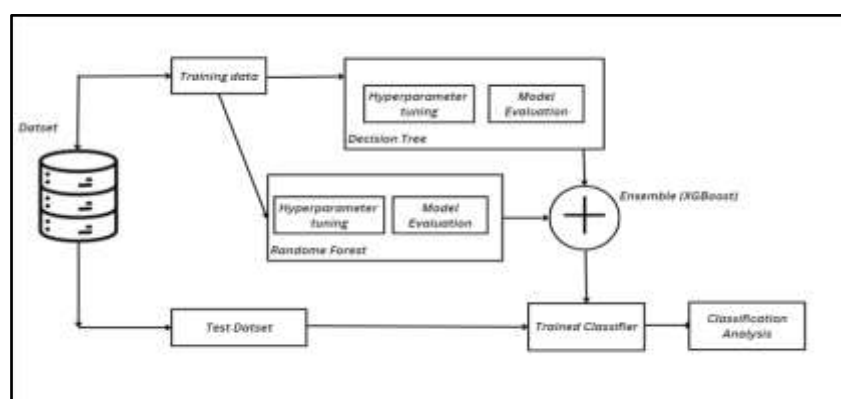 Training data
Datset
Hyperparameter
tuning
Model
Evaluation
Decision Tree
Hyperparameter
tuning
Model
Evaluation
Randome Forest
Ensemble (XGBoost)
Test Datset
Trained Classfier
Classification
Analysis